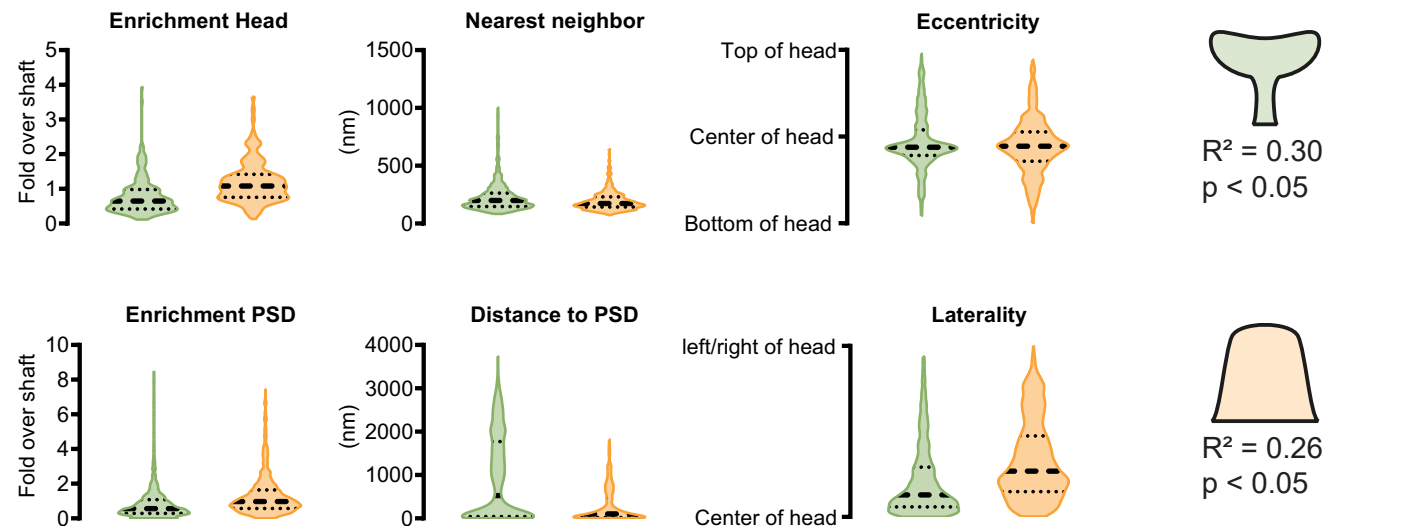 Enrichment Head
Fold over shaft
5
4
3
2
1
0
Nearest neighbor
(nm)
1500
1000
500
0
Eccentricity
Top of head
Center of head
Bottom of head
R² = 0.30
p < 0.05
Enrichment PSD
Fold over shaft
10
8
6
4
2
0
Distance to PSD
(nm)
4000
3000
2000
1000
0
Laterality
left/right of head
Center of head
R² = 0.26
p < 0.05